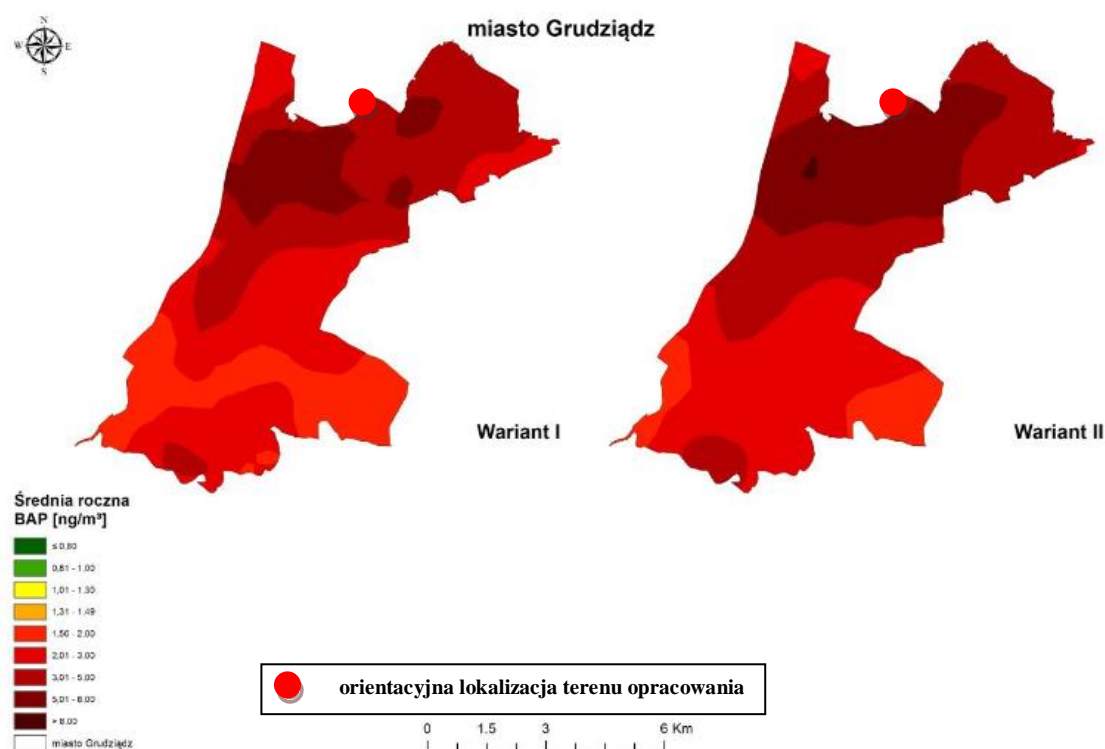 N
W E
S
miasto Grudziądz
Wariant I
Wariant II
Średnia roczna
BAP [ng/m³]
≤ 0,80
0,81 - 1,00
1,01 - 1,30
1,31 - 1,49
1,50 - 2,00
2,01 - 3,00
3,01 - 5,00
5,01 - 8,00
> 8,00
miasto Grudziądz
orientacyjna lokalizacja terenu opracowania
0 1.5 3 6 Km